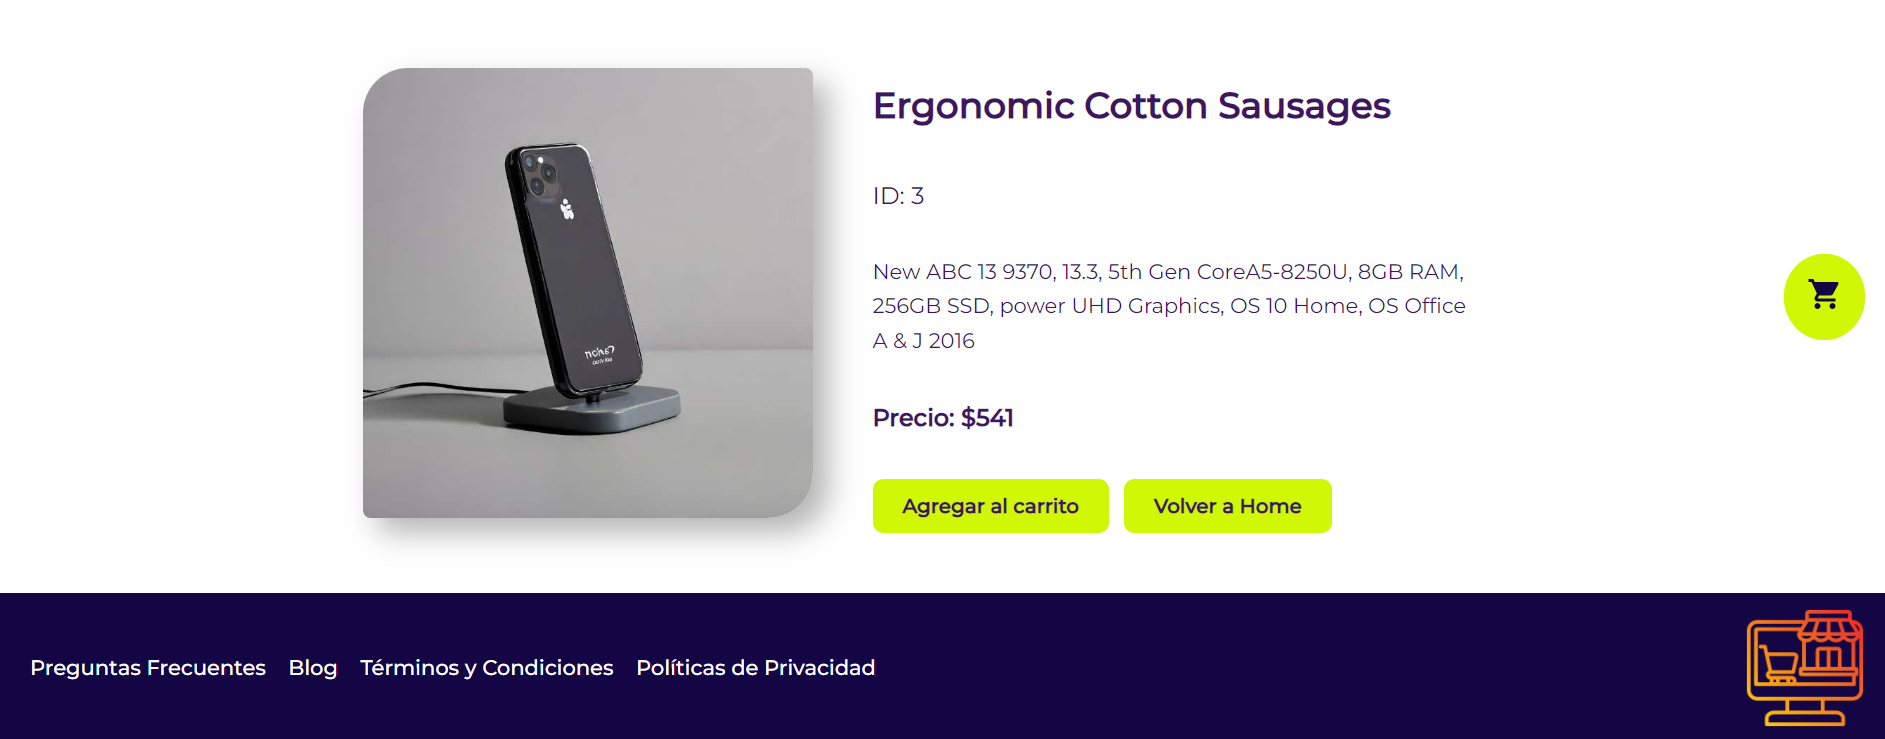 Ergonomic Cotton Sausages
ID: 3
New ABC 13 9370, 13.3, 5th Gen CoreA5-8250U, 8GB RAM,
256GB SSD, power UHD Graphics, OS 10 Home, OS Office
A & J 2016
Precio: $541
Agregar al carrito Volver a Home
Preguntas Frecuentes Blog Términos y Condiciones Políticas de Privacidad